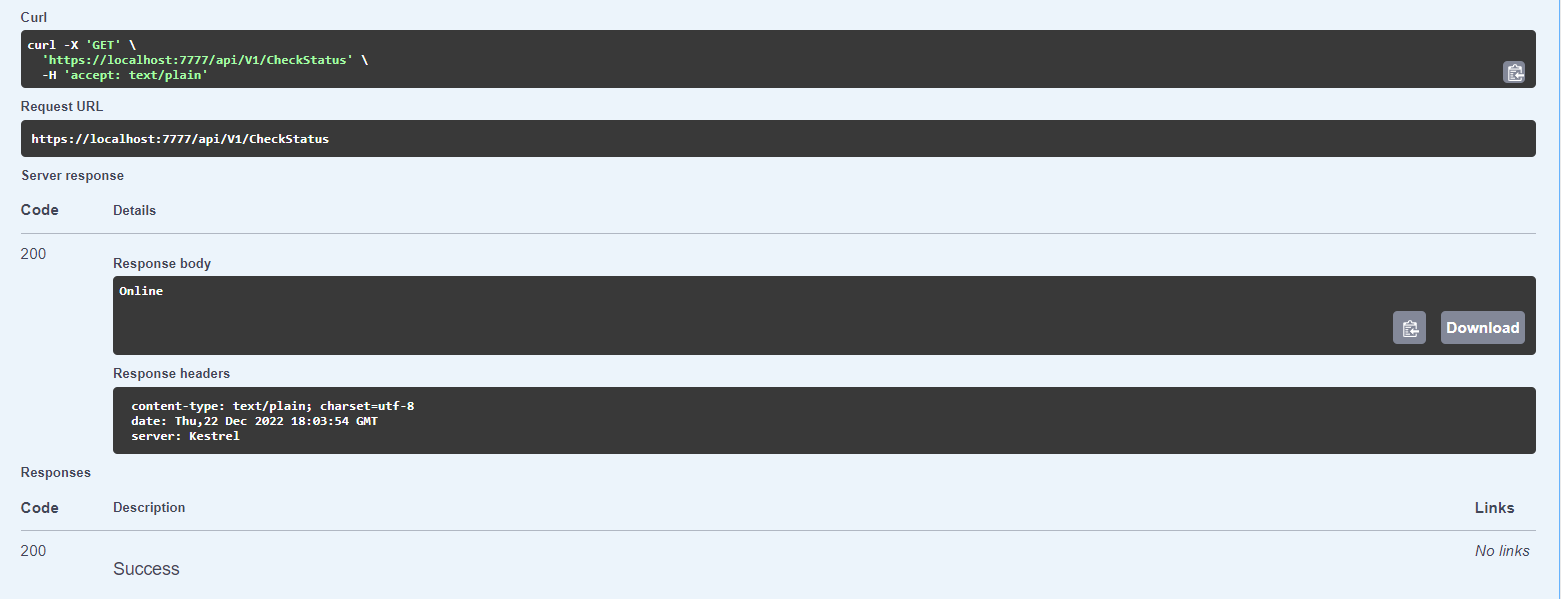 Curl
curl -X 'GET' \
'https://localhost:7777/api/V1/CheckStatus' \
-H 'accept: text/plain'
Request URL
https://localhost:7777/api/V1/CheckStatus
Server response
Code Details
200
Response body
Online
Download
Response headers
content-type: text/plain; charset=utf-8
date: Thu,22 Dec 2022 18:03:54 GMT
server: Kestrel
Responses
Code Description Links
200 No links
Success